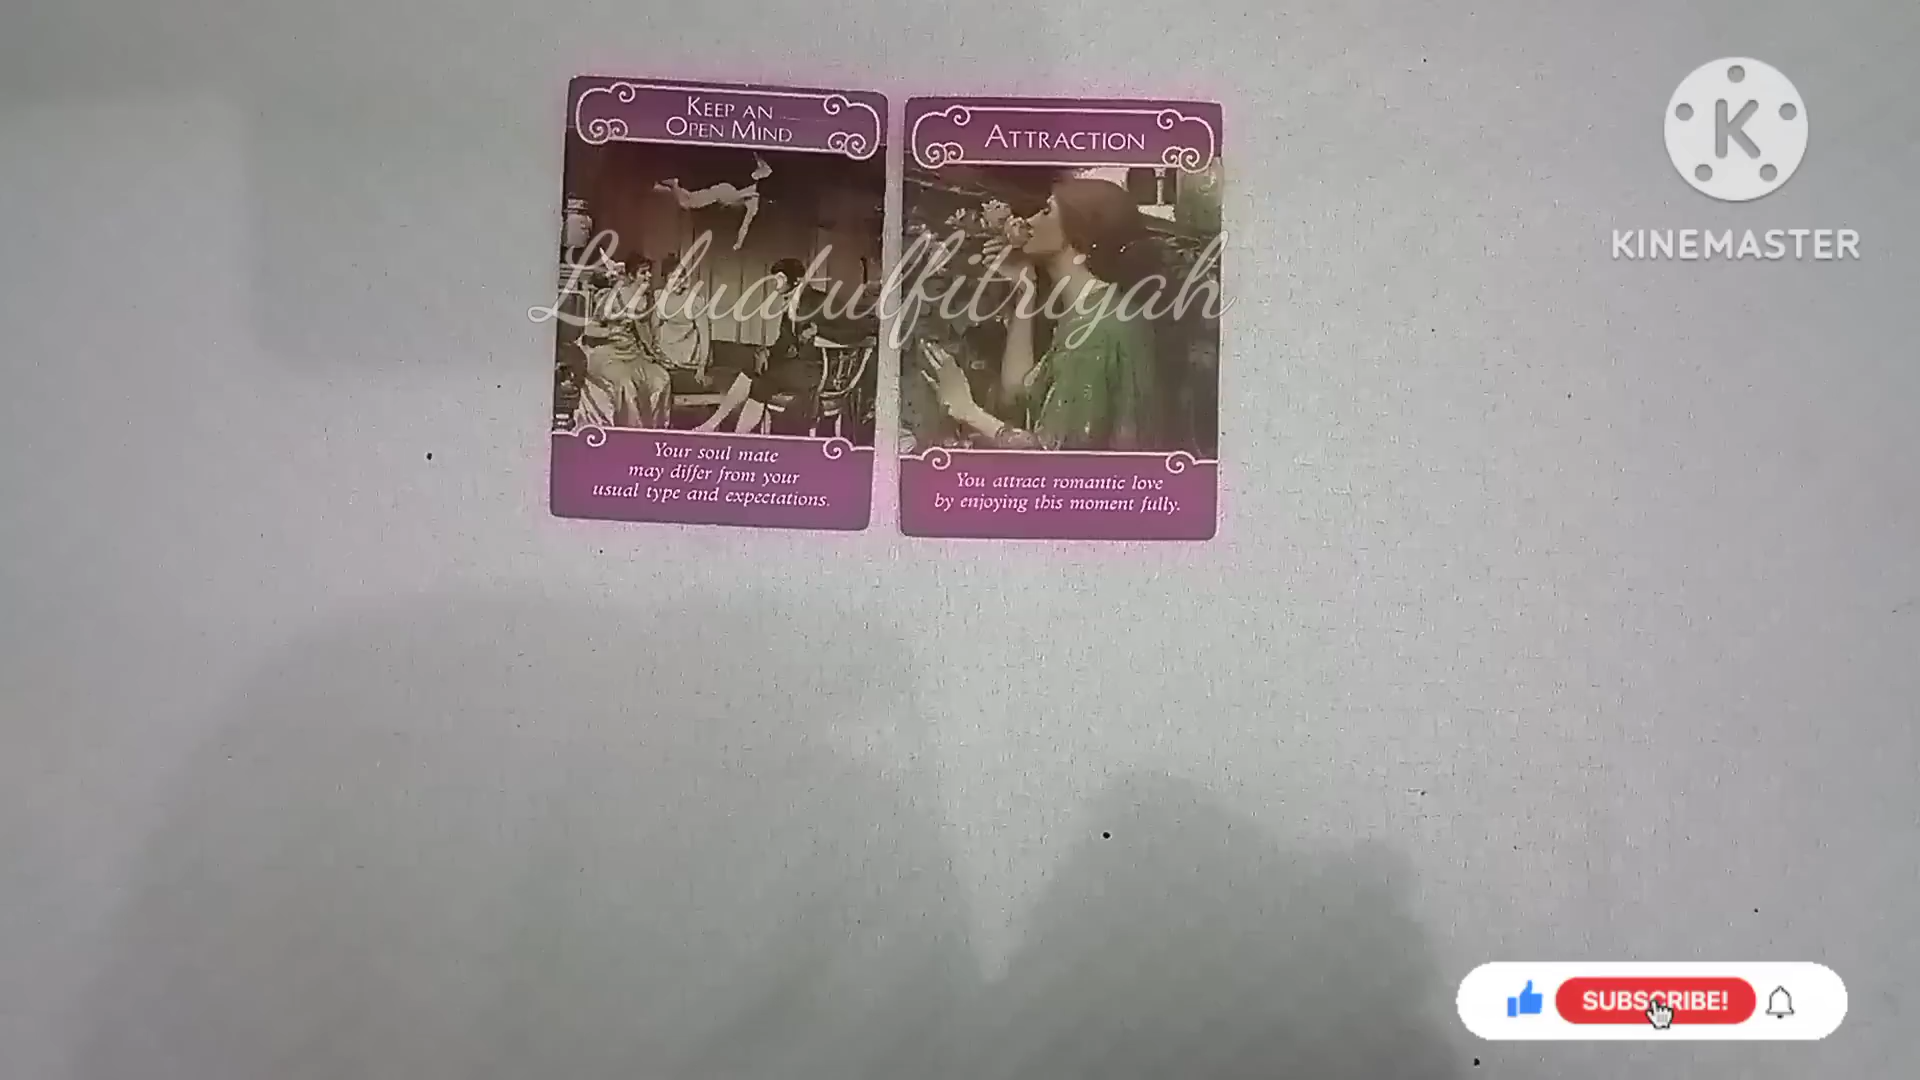 KEEP AN
OPEN MIND
Your soul mate
may differ from your
usual type and expectations.
ATTRACTION
You attract romantic love
by enjoying this moment fully.
Luluatulfitriyah
K
KINEMASTER
SUBSCRIBE!